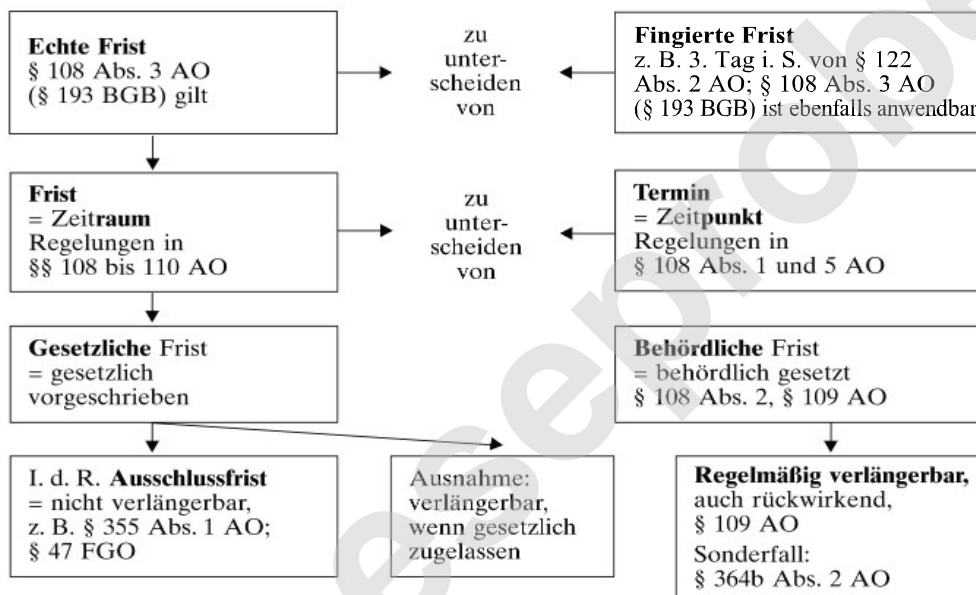 Echte Frist
§ 108 Abs. 3 AO
(§ 193 BGB) gilt
zu
unter-
scheiden
von
Fingierte Frist
z. B. 3. Tag i. S. von § 122
Abs. 2 AO; § 108 Abs. 3 AO
(§ 193 BGB) ist ebenfalls anwendbar
Frist
= Zeitraum
Regelungen in
§§ 108 bis 110 AO
zu
unter-
scheiden
von
Termin
= Zeitpunkt
Regelungen in
§ 108 Abs. 1 und 5 AO
Gesetzliche Frist
= gesetzlich
vorgeschrieben
Behördliche Frist
= behördlich gesetzt
§ 108 Abs. 2, § 109 AO
I. d. R. Ausschlussfrist
= nicht verlängerbar,
z. B. § 355 Abs. 1 AO;
§ 47 FGO
Ausnahme:
verlängerbar,
wenn gesetzlich
zugelassen
Regelmäßig verlängerbar,
auch rückwirkend,
§ 109 AO
Sonderfall:
§ 364b Abs. 2 AO
eseprobe